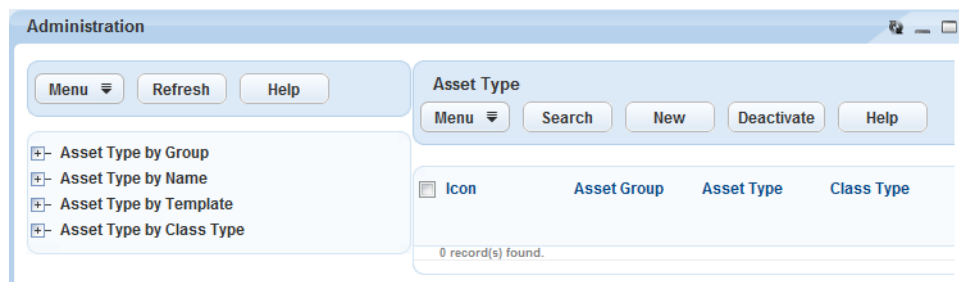 Administration
Menu Refresh Help
Asset Type by Group
Asset Type by Name
Asset Type by Template
Asset Type by Class Type
Asset Type
Menu Search New Deactivate Help
Icon Asset Group Asset Type Class Type
0 record(s) found.